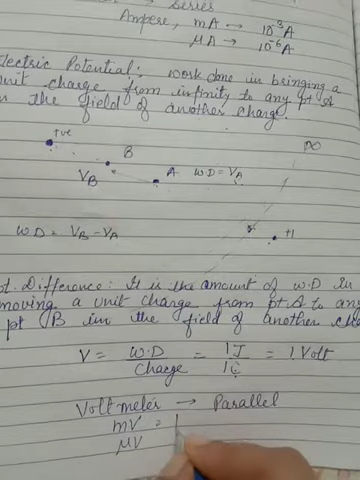 → Series
Ampere, mA → 10⁻³A
μA → 10⁻⁶A
Electric Potential: Work done in bringing a
unit charge from infinity to any pt A
in the field of another charge.
+ve
B
A WD = VA
VB
∞
WD = VB - VA
+1
Pot. Difference: It is the amount of W.D in
moving a unit charge from pt. A to any
pt B in the field of another
V = W.D / Charge = 1J / 1C = 1 Volt
Voltmeter → Parallel
mV =
μV